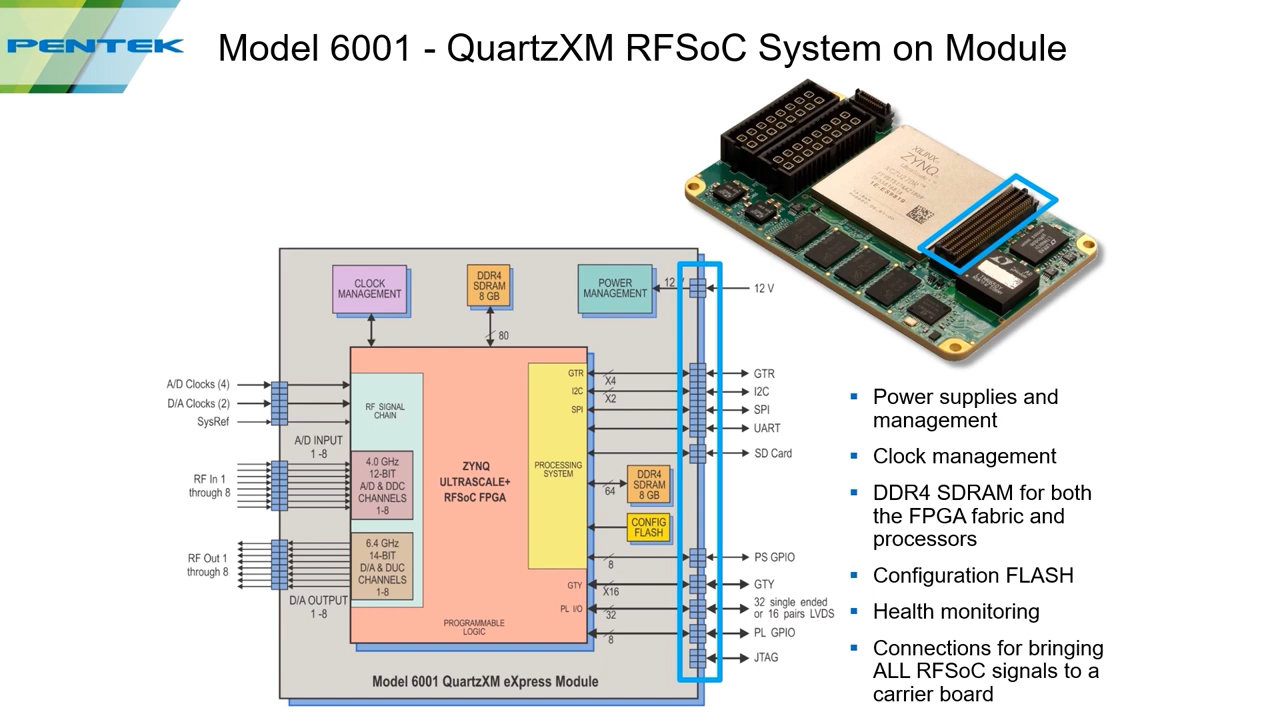 PENTEK
Model 6001 - QuartzXM RFSoC System on Module
XILINX
ZYNQ
CLOCK
MANAGEMENT
DDR4
SDRAM
8 GB
POWER
MANAGEMENT
12 V
12 V
80
A/D Clocks (4)
D/A Clocks (2)
SysRef
A/D INPUT
1 -8
RF In 1
through 8
RF Out 1
through 8
D/A OUTPUT
1 -8
RF SIGNAL
CHAIN
4.0 GHz
12-BIT
A/D & DDC
CHANNELS
1-8
6.4 GHz
14-BIT
D/A & DUC
CHANNELS
1-8
ZYNQ
ULTRASCALE+
RFSoC FPGA
PROGRAMMABLE
LOGIC
PROCESSING
SYSTEM
GTR
X4
GTR
I2C
X2
I2C
SPI
SPI
UART
SD Card
64
DDR4
SDRAM
8 GB
CONFIG
FLASH
8
PS GPIO
GTY
X16
GTY
PL I/O
32
32 single ended
or 16 pairs LVDS
8
PL GPIO
JTAG
Model 6001 QuartzXM eXpress Module
Power supplies and
management
Clock management
DDR4 SDRAM for both
the FPGA fabric and
processors
Configuration FLASH
Health monitoring
Connections for bringing
ALL RFSoC signals to a
carrier board